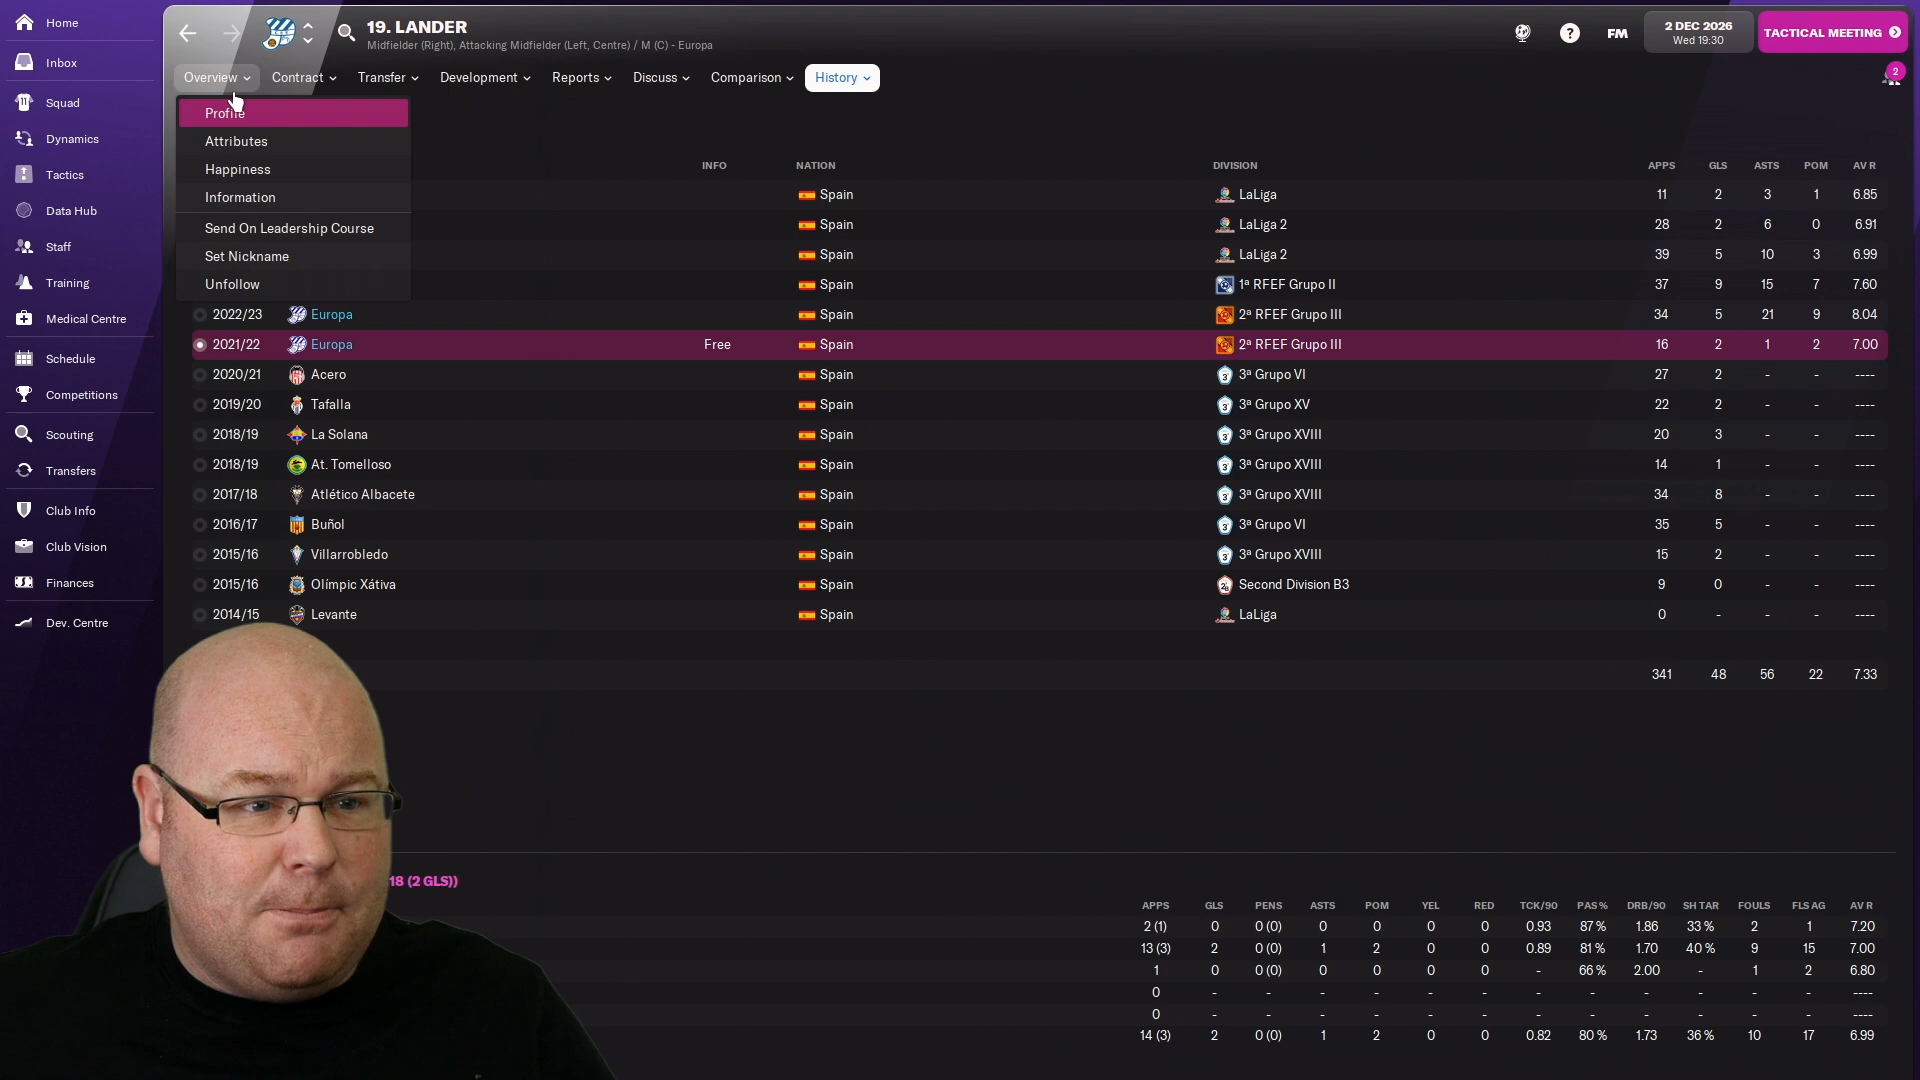 Home
Inbox
Squad
Dynamics
Tactics
Data Hub
Staff
Training
Medical Centre
Schedule
Competitions
Scouting
Transfers
Club Info
Club Vision
Finances
Dev. Centre
19. LANDER
Midfielder (Right), Attacking Midfielder (Left, Centre) / M (C) - Europa
? FM
2 DEC 2026
Wed 19:30
TACTICAL MEETING
Overview Contract Transfer Development Reports Discuss Comparison History
2
Profile
Attributes
Happiness
Information
Send On Leadership Course
Set Nickname
Unfollow
INFO NATION DIVISION APPS GLS ASTS POM AV R
Spain LaLiga 11 2 3 1 6.85
Spain LaLiga 2 28 2 6 0 6.91
Spain LaLiga 2 39 5 10 3 6.99
Spain 1ª RFEF Grupo II 37 9 15 7 7.60
2022/23 Europa Spain 2ª RFEF Grupo III 34 5 21 9 8.04
2021/22 Europa Free Spain 2ª RFEF Grupo III 16 2 1 2 7.00
2020/21 Acero Spain 3ª Grupo VI 27 2 - - ----
2019/20 Tafalla Spain 3ª Grupo XV 22 2 - - ----
2018/19 La Solana Spain 3ª Grupo XVIII 20 3 - - ----
2018/19 At. Tomelloso Spain 3ª Grupo XVIII 14 1 - - ----
2017/18 Atlético Albacete Spain 3ª Grupo XVIII 34 8 - - ----
2016/17 Buñol Spain 3ª Grupo VI 35 5 - - ----
2015/16 Villarrobledo Spain 3ª Grupo XVIII 15 2 - - ----
2015/16 Olímpic Xátiva Spain Second Division B3 9 0 - - ----
2014/15 Levante Spain LaLiga 0 - - - ----
341 48 56 22 7.33
18 (2 GLS))
APPS GLS PENS ASTS POM YEL RED TCK/90 PAS % DRB/90 SH TAR FOULS FLS AG AV R
2 (1) 0 0 (0) 0 0 0 0 0.93 87 % 1.86 33 % 2 1 7.20
13 (3) 2 0 (0) 1 2 0 0 0.89 81 % 1.70 40 % 9 15 7.00
1 0 0 (0) 0 0 0 0 - 66 % 2.00 - 1 2 6.80
0 - - - - - - - - - - - - ----
0 - - - - - - - - - - - - ----
14 (3) 2 0 (0) 1 2 0 0 0.82 80 % 1.73 36 % 10 17 6.99